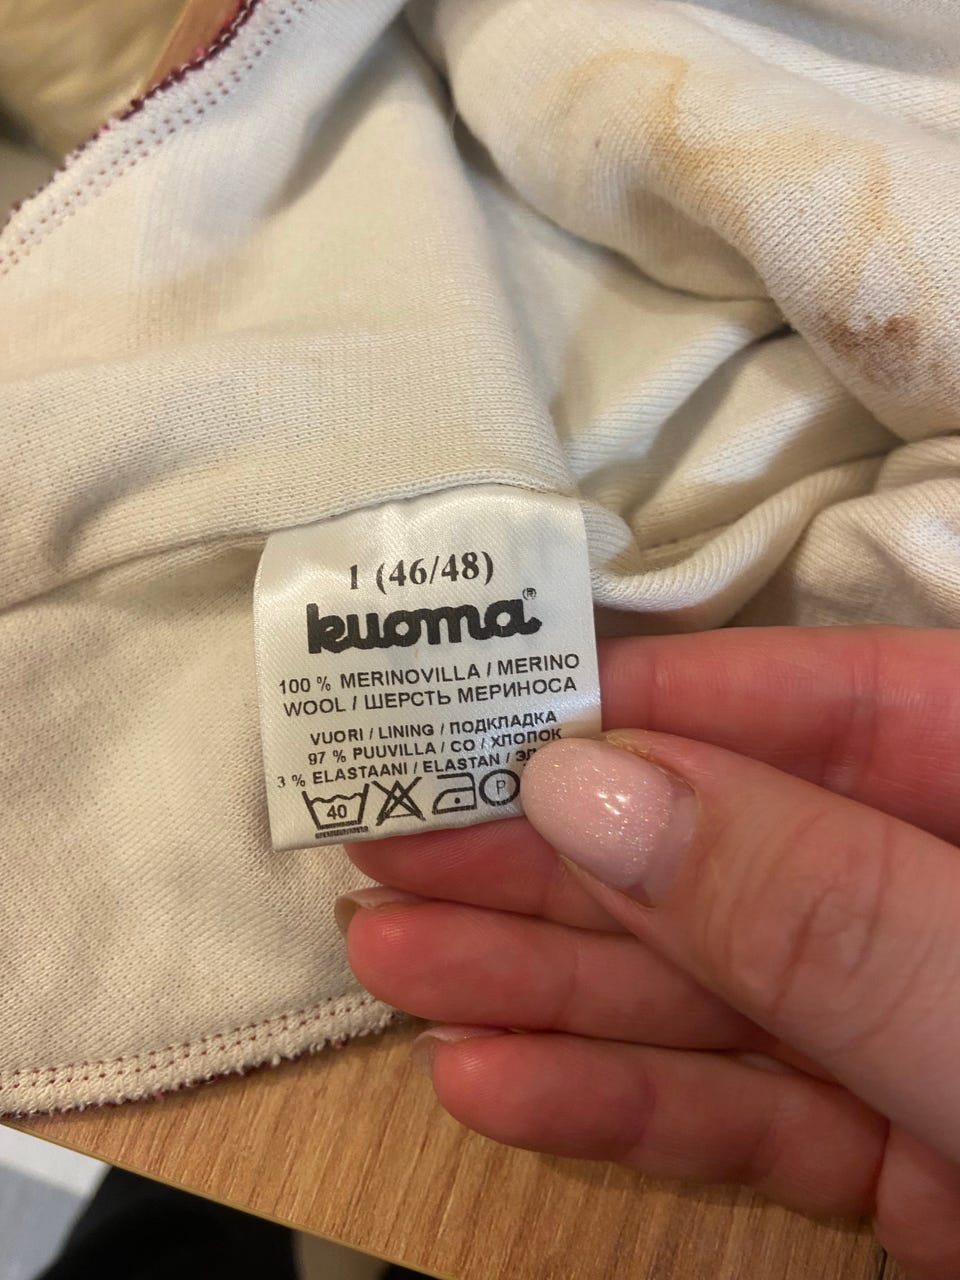 1 (46/48)
kuoma®
100 % MERINOVILLA / MERINO
WOOL / ШЕРСТЬ МЕРИНОСА
VUORI / LINING / ПОДКЛАДКА
97 % PUUVILLA / CO / ХЛОПОК
3 % ELASTAANI / ELASTAN /
40
P